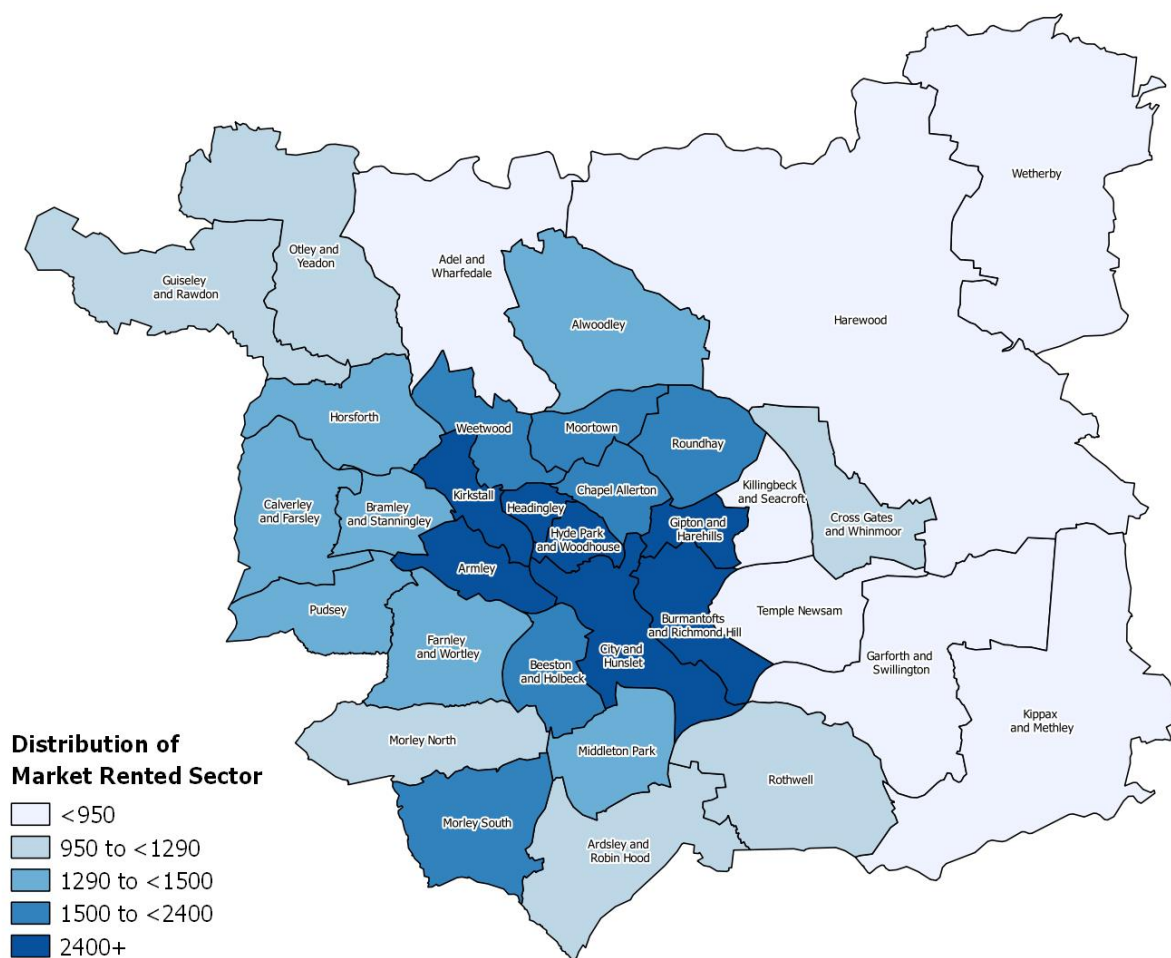 Wetherby
Otley and
Yeadon
Adel and
Wharfedale
Guiseley
and Rawdon
Alwoodley
Harewood
Horsforth
Weetwood
Moortown
Roundhay
Killingbeck
and Seacroft
Kirkstall
Chapel Allerton
Calverley
and Farsley
Bramley
and Stanningley
Headingley
Cross Gates
and Whinmoor
Hyde Park
and Woodhouse
Gipton and
Harehills
Armley
Pudsey
Temple Newsam
Burmantofts
and Richmond Hill
Farnley
and Wortley
City and
Hunslet
Beeston
and Holbeck
Garforth and
Swillington
Kippax
and Methley
Morley North
Middleton Park
Rothwell
Morley South
Ardsley and
Robin Hood
Distribution of
Market Rented Sector
<950
950 to <1290
1290 to <1500
1500 to <2400
2400+